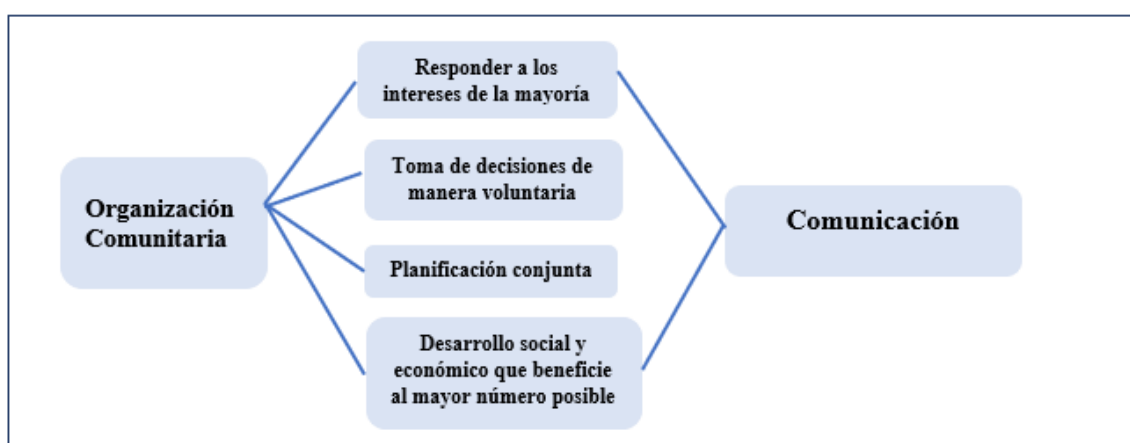 Organización
Comunitaria
Responder a los
intereses de la mayoría
Toma de decisiones de
manera voluntaria
Planificación conjunta
Desarrollo social y
económico que beneficie
al mayor número posible
Comunicación